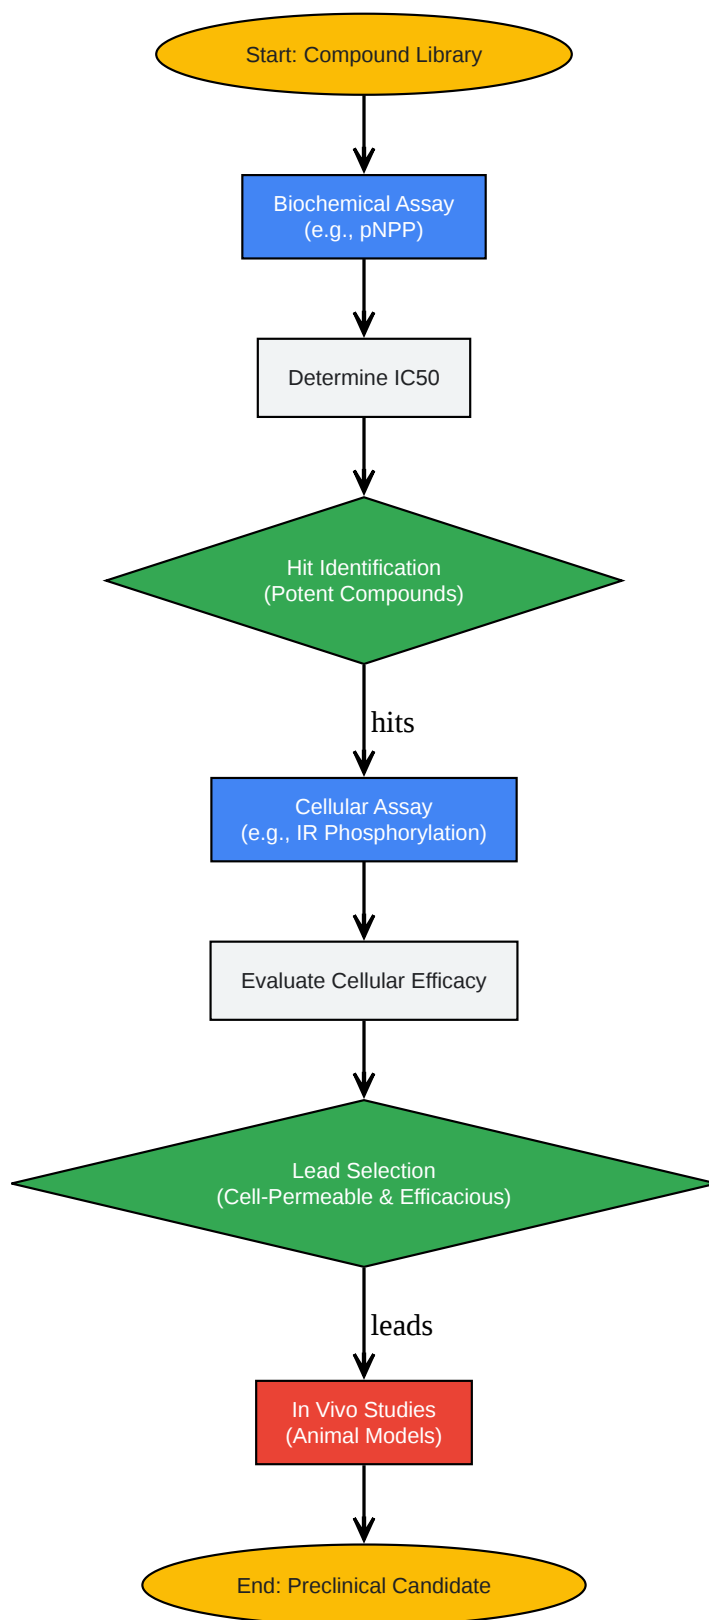 Start: Compound Library
Biochemical Assay
(e.g., pNPP)
Determine IC50
Hit Identification
(Potent Compounds)
hits
Cellular Assay
(e.g., IR Phosphorylation)
Evaluate Cellular Efficacy
Lead Selection
(Cell-Permeable & Efficacious)
leads
In Vivo Studies
(Animal Models)
End: Preclinical Candidate